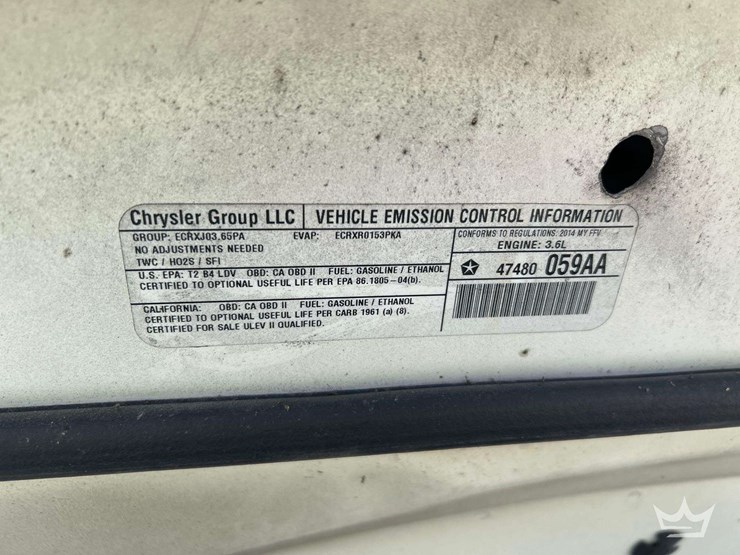 Chrysler Group LLC | VEHICLE EMISSION CONTROL INFORMATION
GROUP: ECRXJ03.65PA EVAP: ECRXR0153PKA
NO ADJUSTMENTS NEEDED
TWC / HO2S / SFI
CONFORMS TO REGULATIONS: 2014 MY FFV
ENGINE: 3.6L
47480 059AA
U.S. EPA: T2 B4 LDV OBD: CA OBD II FUEL: GASOLINE / ETHANOL
CERTIFIED TO OPTIONAL USEFUL LIFE PER EPA 86.1805-04(b).
CALIFORNIA: OBD: CA OBD II FUEL: GASOLINE / ETHANOL
CERTIFIED TO OPTIONAL USEFUL LIFE PER CARB 1961 (a) (8).
CERTIFIED FOR SALE ULEV II QUALIFIED.